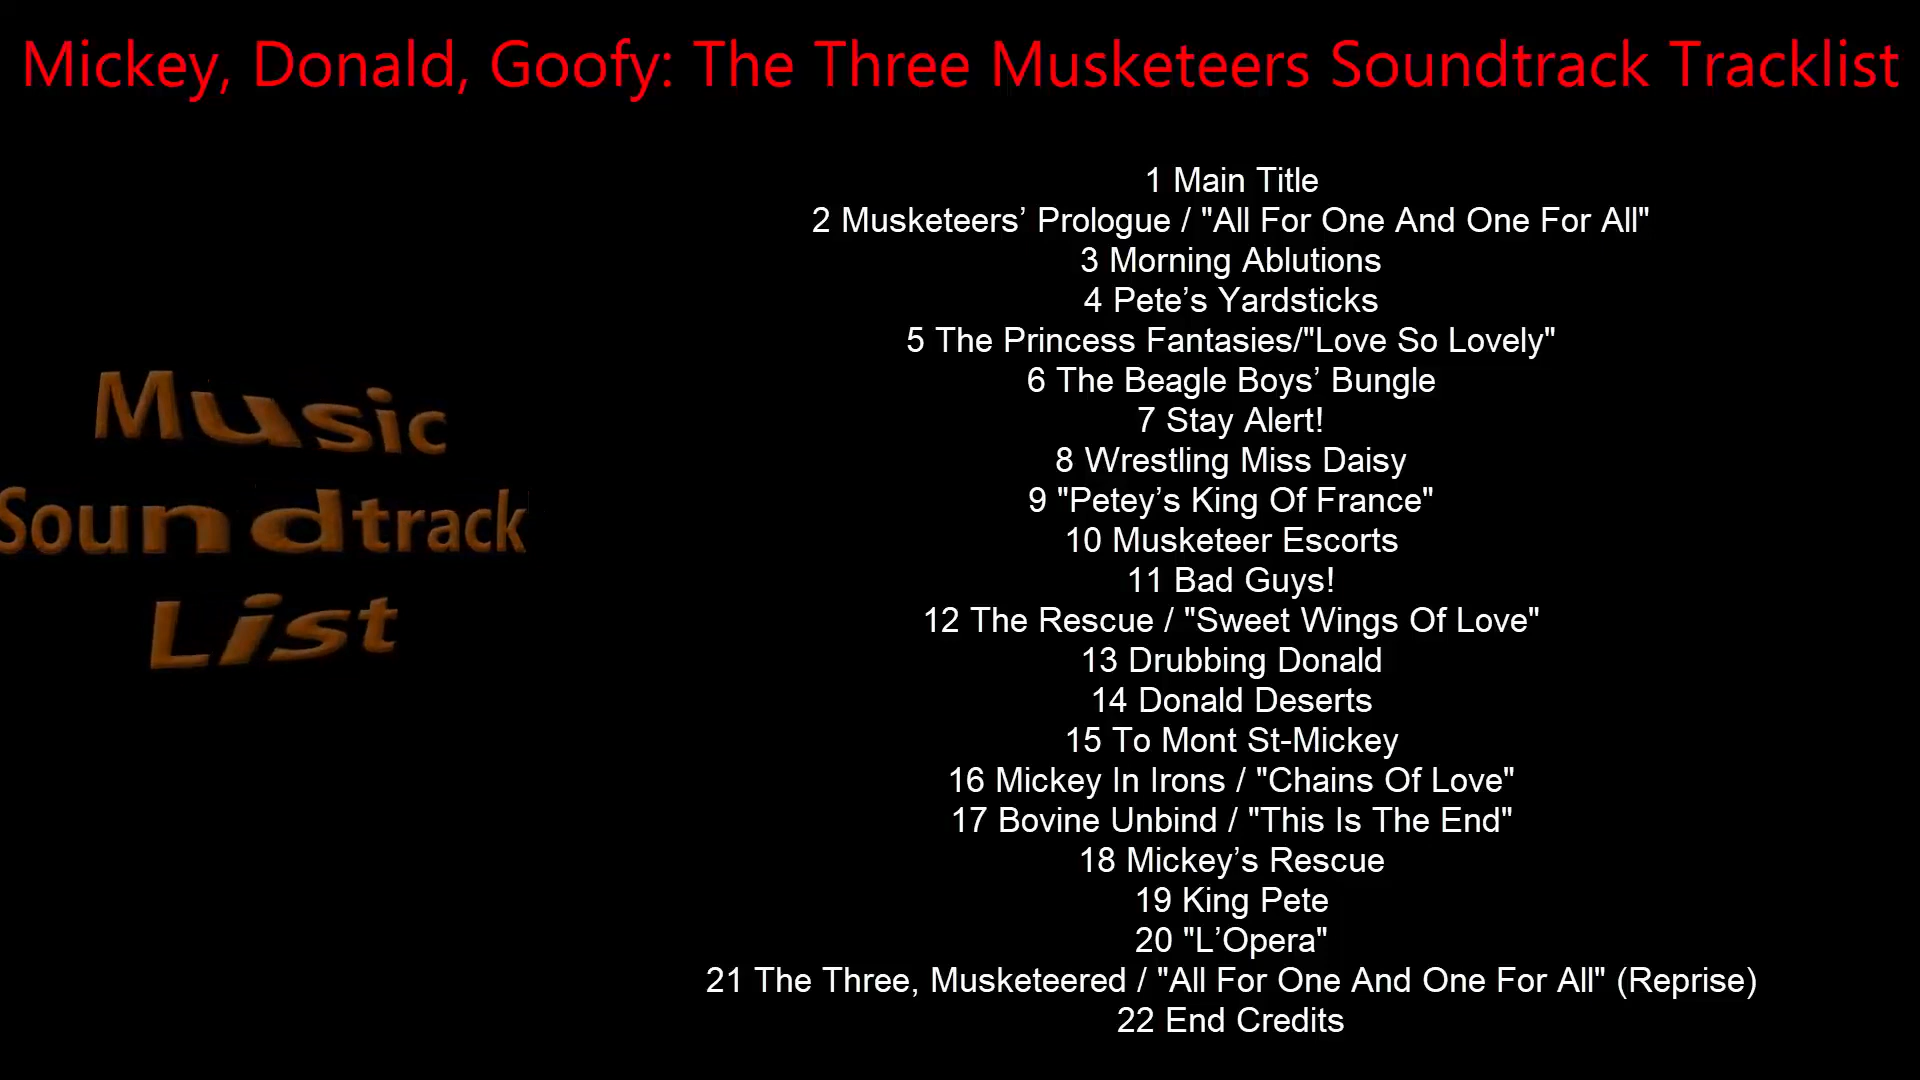 Mickey, Donald, Goofy: The Three Musketeers Soundtrack Tracklist
Music
Soundtrack
List
1 Main Title
2 Musketeers’ Prologue / "All For One And One For All"
3 Morning Ablutions
4 Pete’s Yardsticks
5 The Princess Fantasies/"Love So Lovely"
6 The Beagle Boys’ Bungle
7 Stay Alert!
8 Wrestling Miss Daisy
9 "Petey’s King Of France"
10 Musketeer Escorts
11 Bad Guys!
12 The Rescue / "Sweet Wings Of Love"
13 Drubbing Donald
14 Donald Deserts
15 To Mont St-Mickey
16 Mickey In Irons / "Chains Of Love"
17 Bovine Unbind / "This Is The End"
18 Mickey’s Rescue
19 King Pete
20 "L’Opera"
21 The Three, Musketeered / "All For One And One For All" (Reprise)
22 End Credits